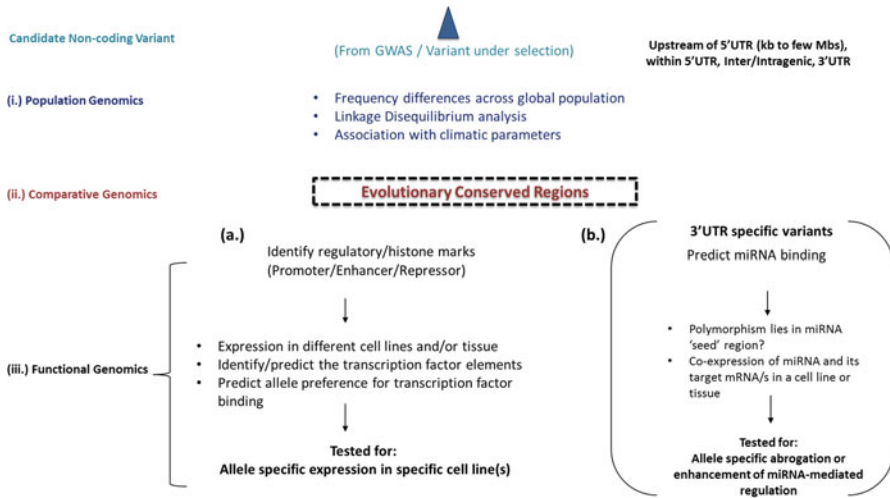 Candidate Non-coding Variant
(From GWAS / Variant under selection)
Upstream of 5'UTR (kb to few Mbs),
within 5'UTR, Inter/Intragenic, 3'UTR
(i.) Population Genomics
• Frequency differences across global population
• Linkage Disequilibrium analysis
• Association with climatic parameters
(ii.) Comparative Genomics
Evolutionary Conserved Regions
(iii.) Functional Genomics
(a.)
Identify regulatory/histone marks
(Promoter/Enhancer/Repressor)
• Expression in different cell lines and/or tissue
• Identify/predict the transcription factor elements
• Predict allele preference for transcription factor
binding
Tested for:
Allele specific expression in specific cell line(s)
(b.)
3'UTR specific variants
Predict miRNA binding
• Polymorphism lies in miRNA
'seed' region?
• Co-expression of miRNA and its
target mRNA/s in a cell line or
tissue
Tested for:
Allele specific abrogation or
enhancement of miRNA-mediated
regulation